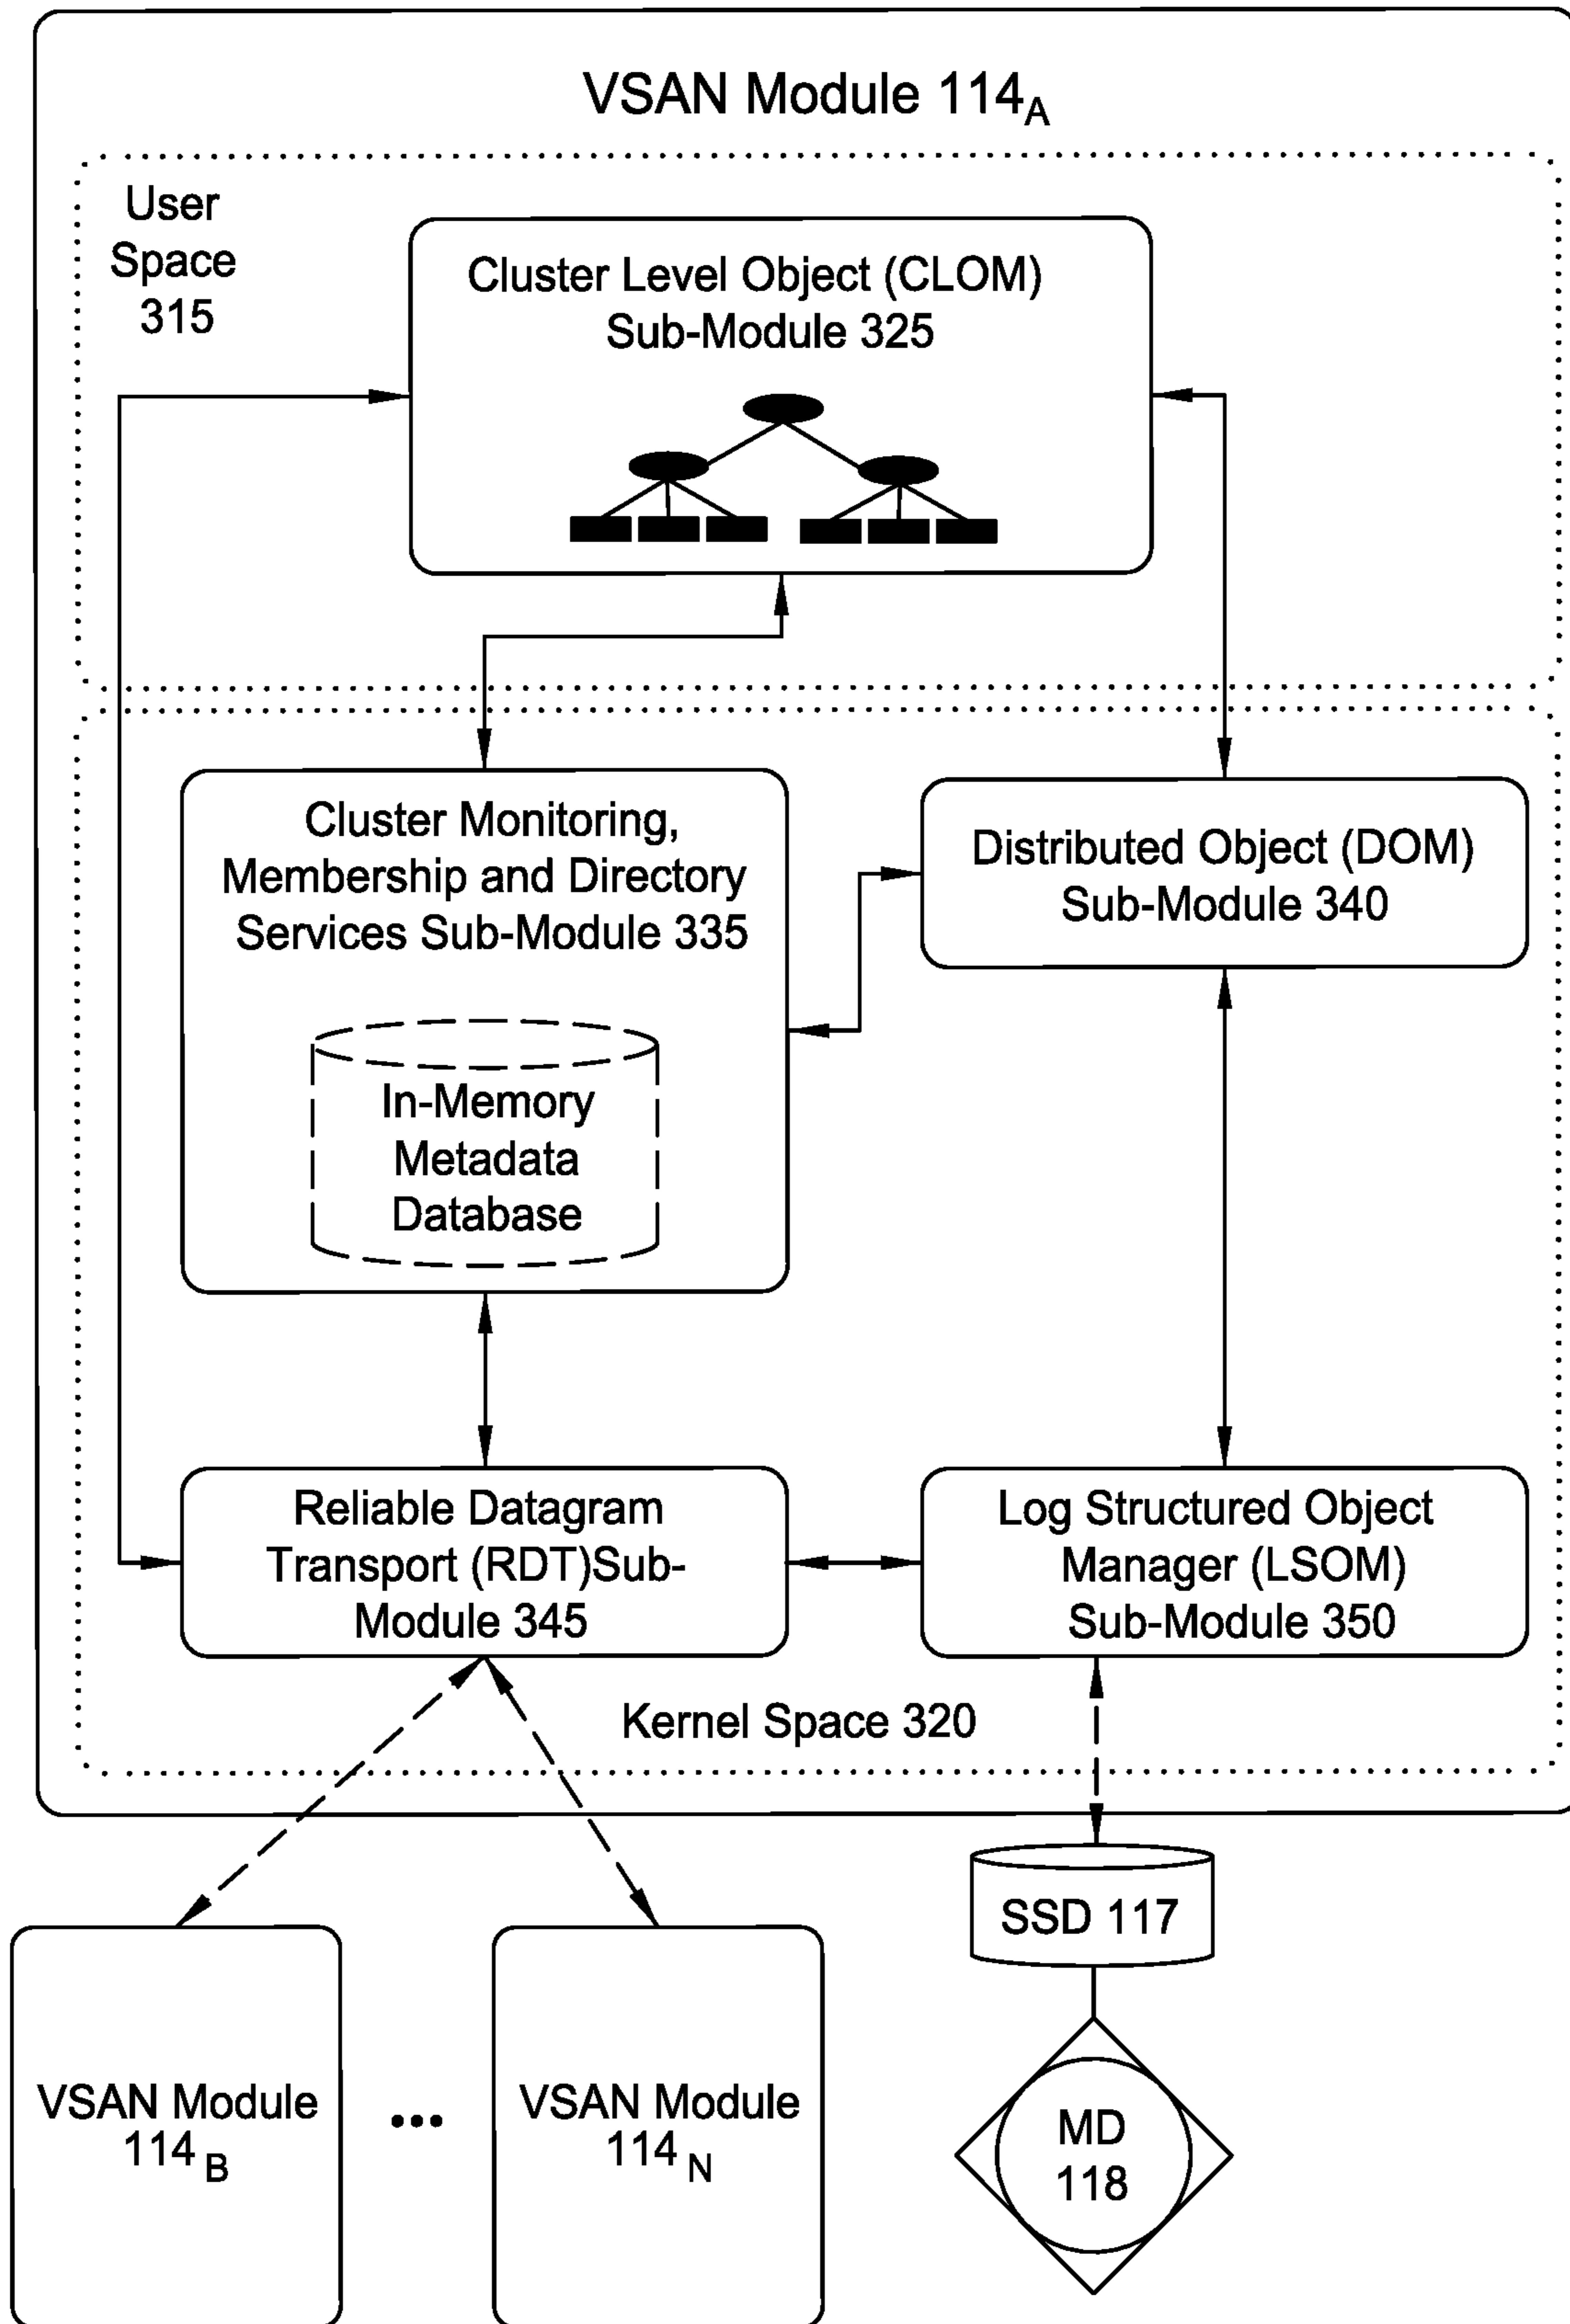 VSAN Module 114A
User
Space
315
Cluster Level Object (CLOM)
Sub-Module 325
Cluster Monitoring,
Membership and Directory
Services Sub-Module 335
In-Memory
Metadata
Database
Distributed Object (DOM)
Sub-Module 340
Reliable Datagram
Transport (RDT)Sub-
Module 345
Log Structured Object
Manager (LSOM)
Sub-Module 350
Kernel Space 320
SSD 117
VSAN Module
114 B
...
VSAN Module
114 N
MD
118